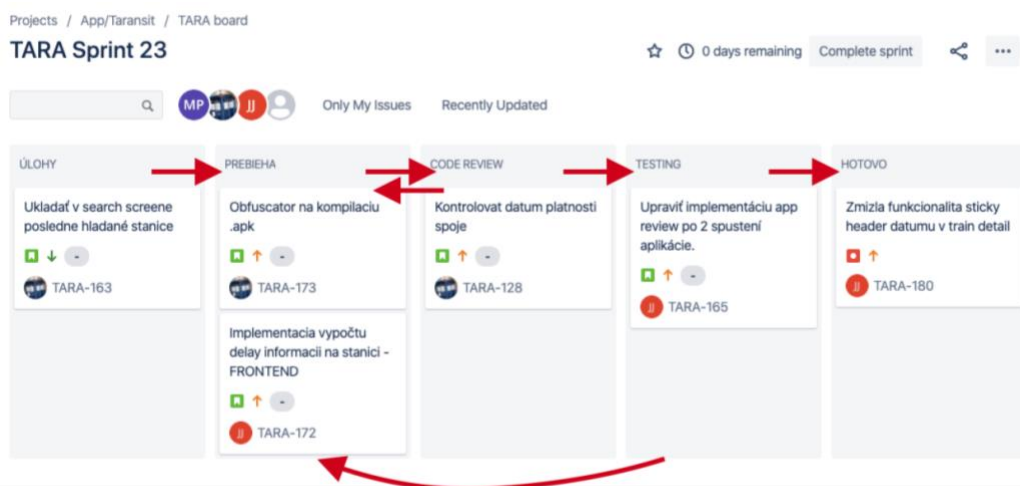 Projects / App/Taransit / TARA board
TARA Sprint 23
0 days remaining
Complete sprint
MP
JJ
Only My Issues
Recently Updated
ÚLOHY
Ukladať v search screene
posledne hladané stanice
-
TARA-163
PREBIEHA
Obfuscator na kompilaciu
.apk
-
TARA-173
Implementacia vypočtu
delay informacii na stanici -
FRONTEND
-
JJ
TARA-172
CODE REVIEW
Kontrolovat datum platnosti
spoje
-
TARA-128
TESTING
Upraviť implementáciu app
review po 2 spustení
aplikácie.
-
JJ
TARA-165
HOTOVO
Zmizla funkcionalita sticky
header datumu v train detail
JJ
TARA-180